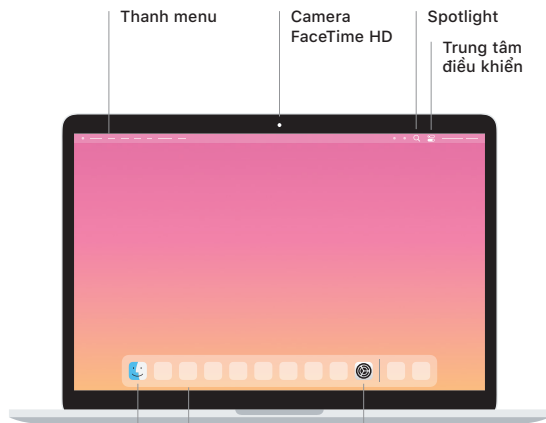 Thanh menu
Camera
FaceTime HD
Spotlight
Trung tâm
điều khiển